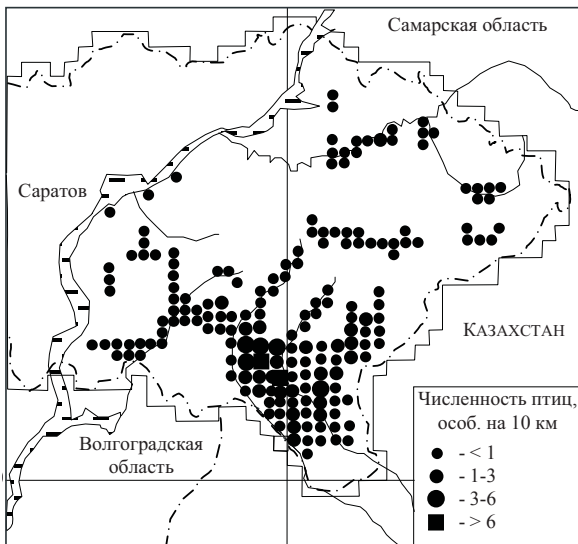 Самарская область
Саратов
КАЗАХСТАН
Волгоградская
область
Численность птиц,
особ. на 10 км
- < 1
- 1-3
- 3-6
- > 6